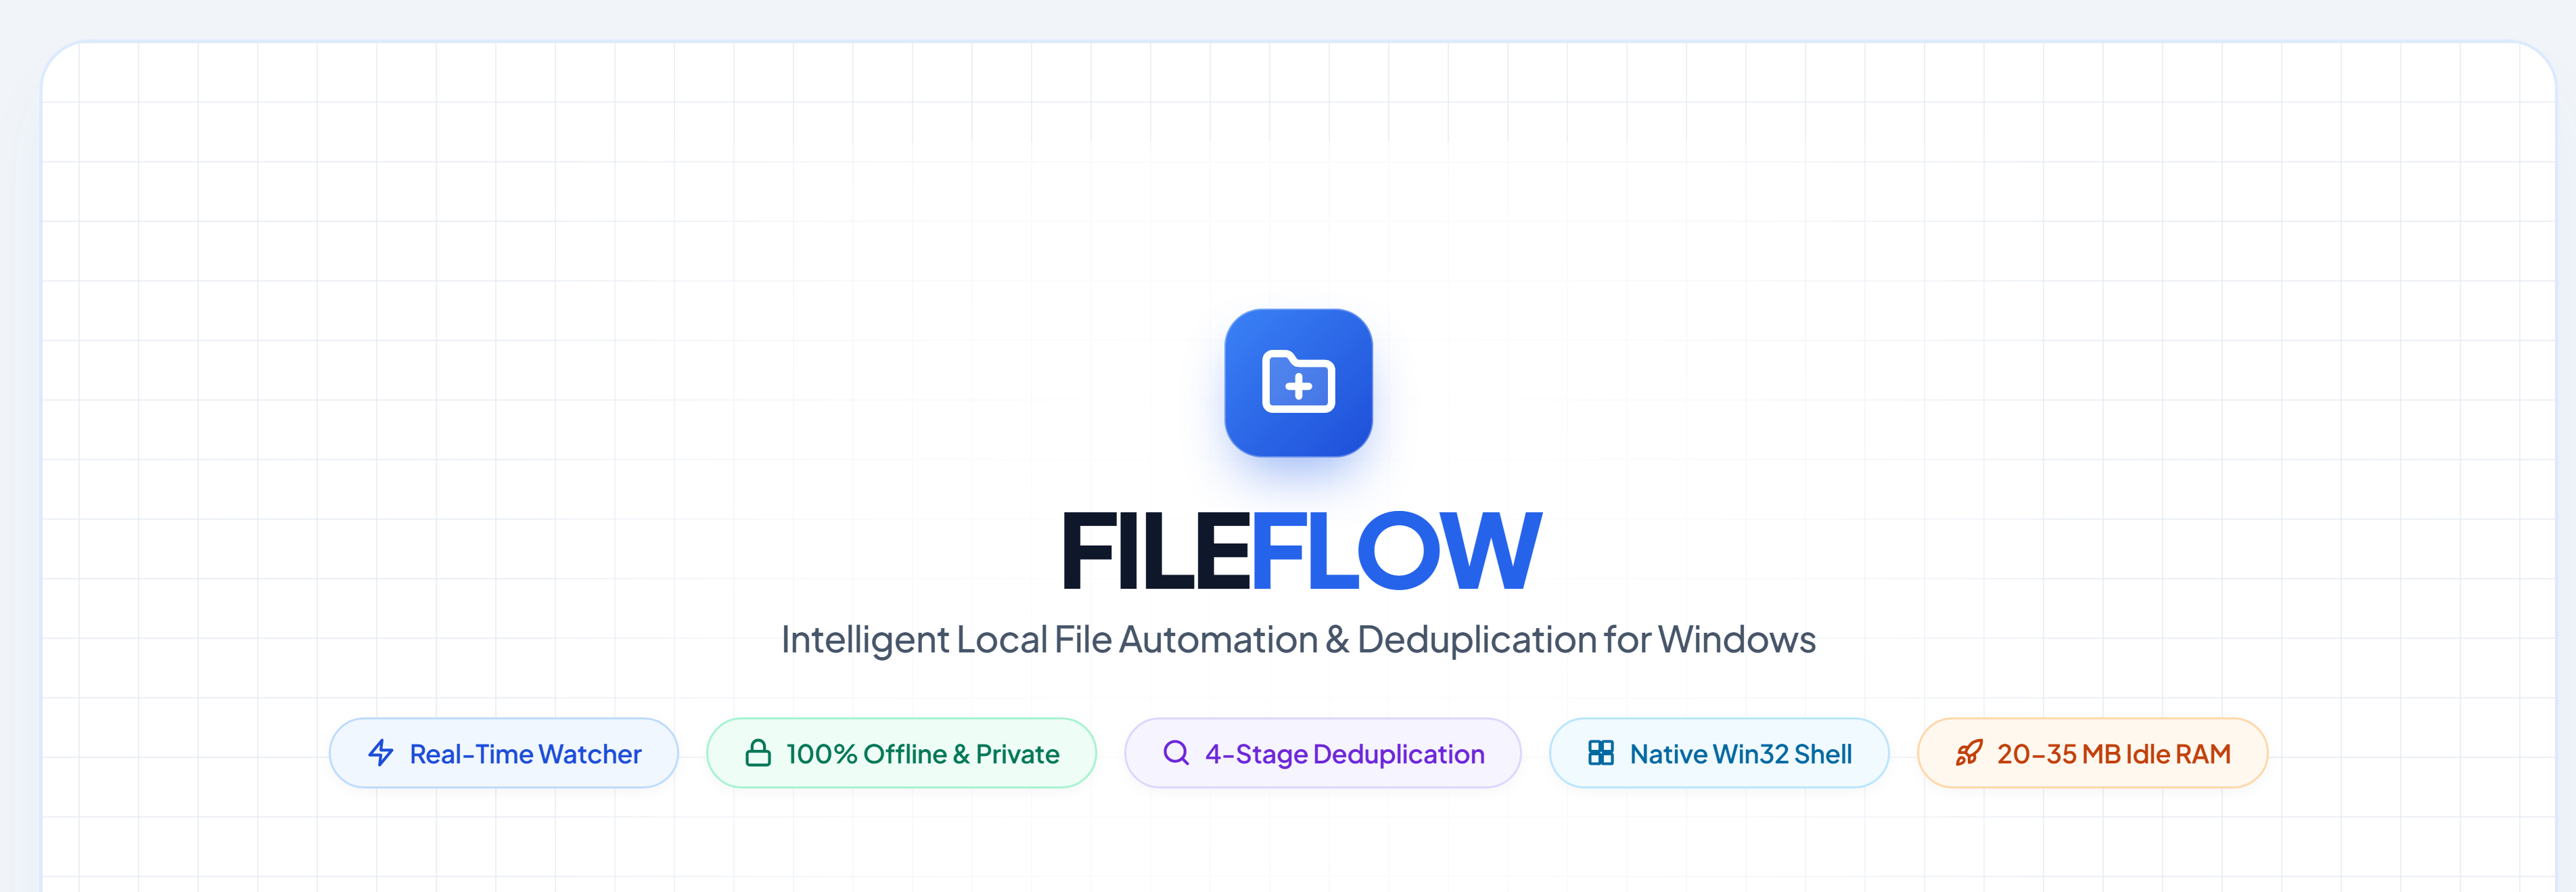 FILEFLOW
Intelligent Local File Automation & Deduplication for Windows
Real-Time Watcher
100% Offline & Private
4-Stage Deduplication
Native Win32 Shell
20-35 MB Idle RAM